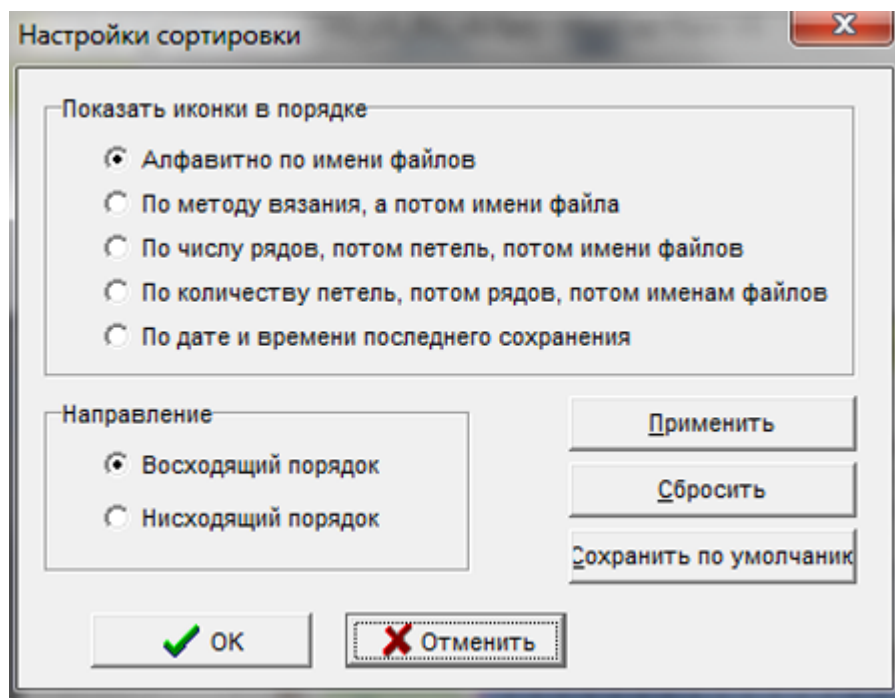 Настройки сортировки
Показать иконки в порядке
Алфавитно по имени файлов
По методу вязания, а потом имени файла
По числу рядов, потом петель, потом имени файлов
По количеству петель, потом рядов, потом именам файлов
По дате и времени последнего сохранения
Направление
Восходящий порядок
Нисходящий порядок
Применить
Сбросить
Сохранить по умолчаник
OK
Отменить